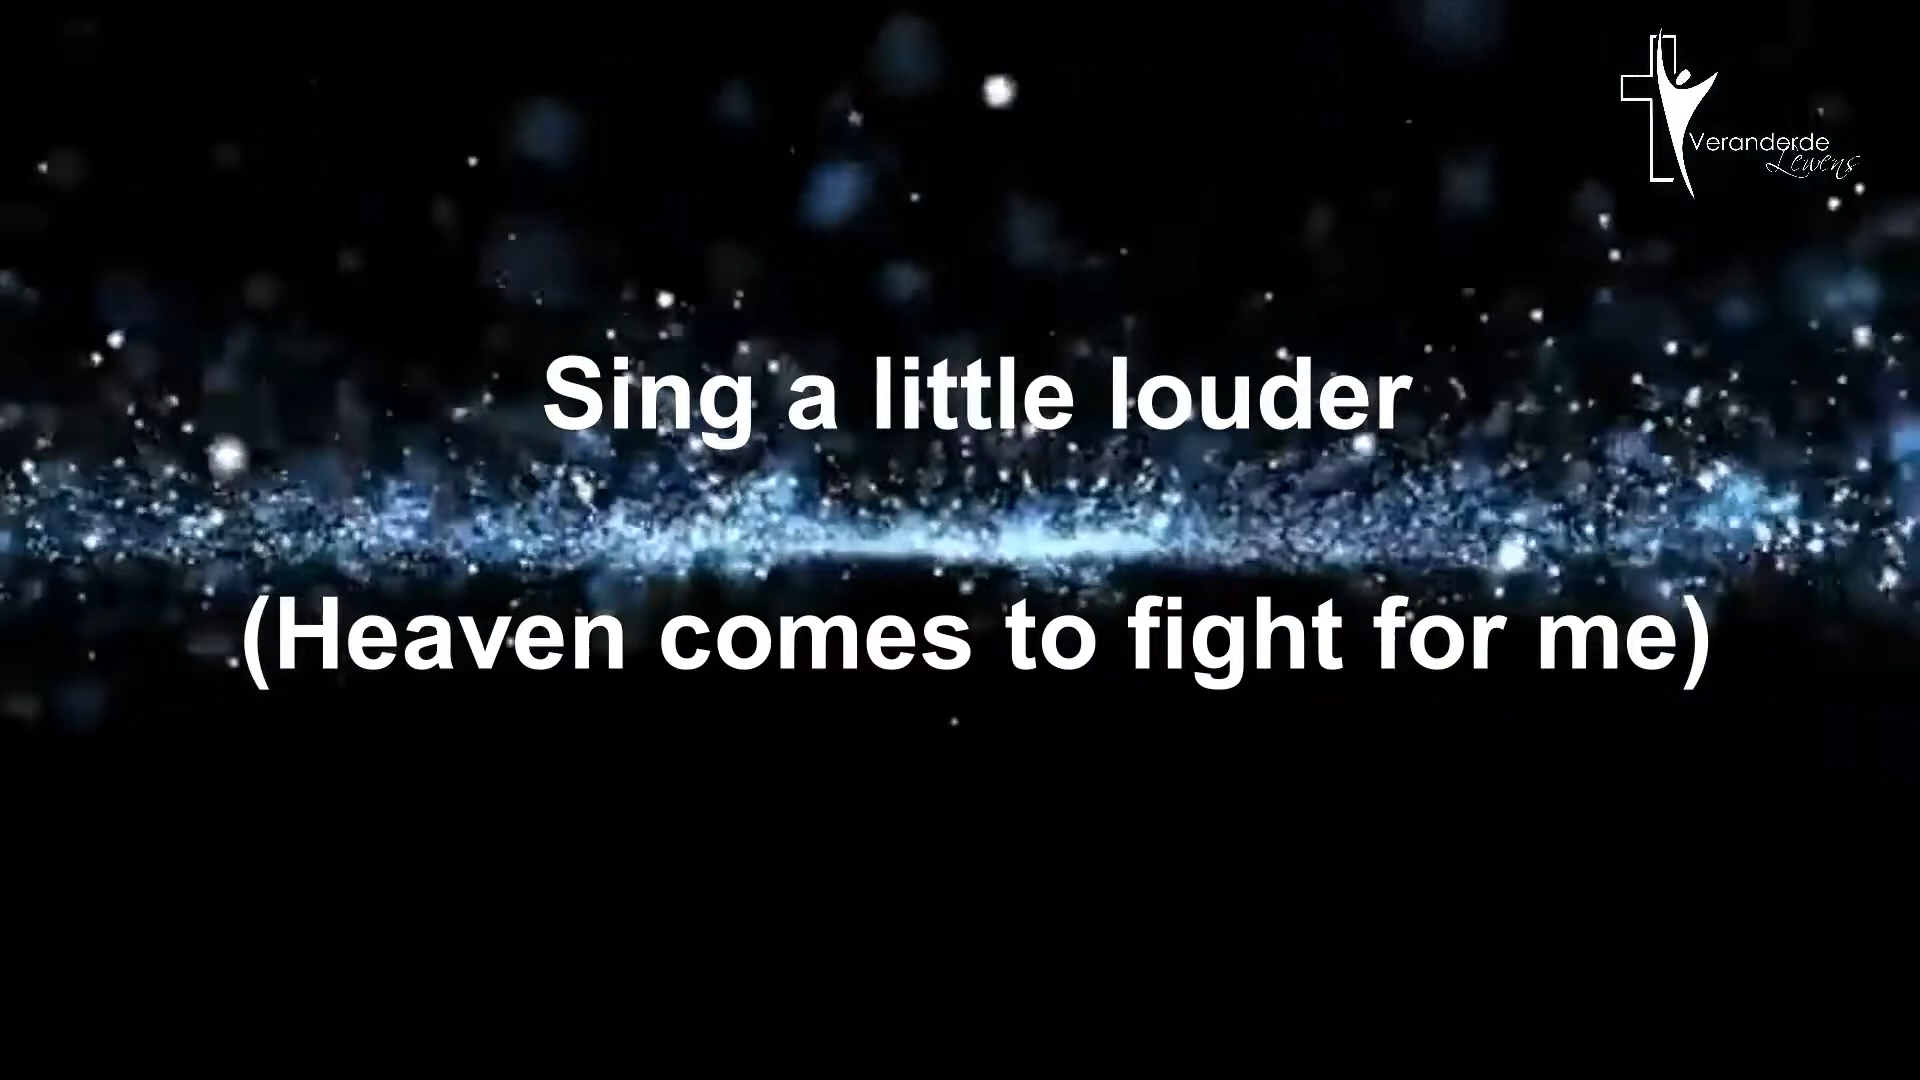 Veranderde
Lewens
Sing a little louder
(Heaven comes to fight for me)